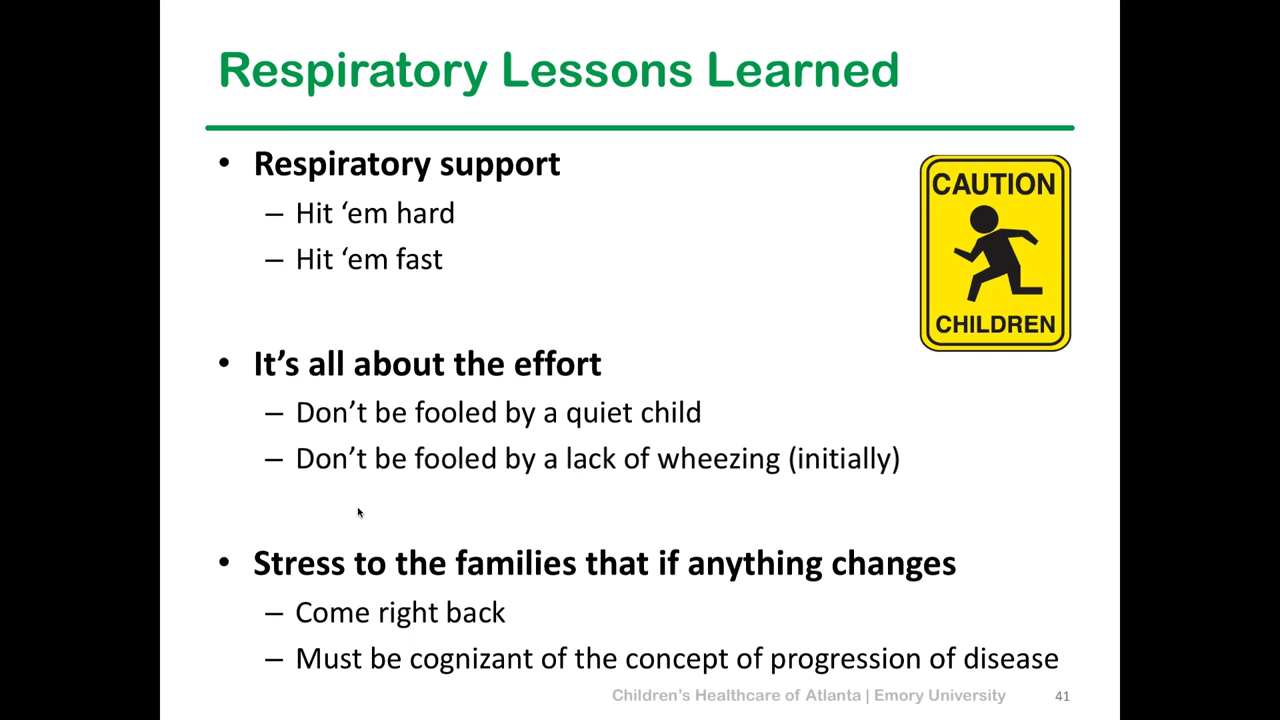 Respiratory Lessons Learned
• Respiratory support
– Hit ‘em hard
– Hit ‘em fast
CAUTION
CHILDREN
• It’s all about the effort
– Don’t be fooled by a quiet child
– Don’t be fooled by a lack of wheezing (initially)
• Stress to the families that if anything changes
– Come right back
– Must be cognizant of the concept of progression of disease
Children’s Healthcare of Atlanta | Emory University 41